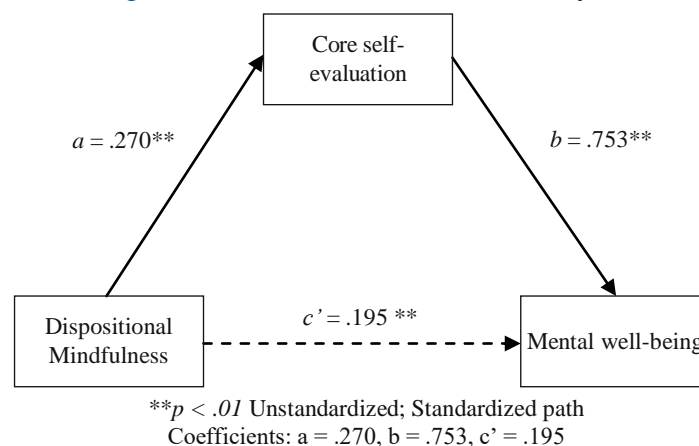 Core self-
evaluation
a = .270**
b = .753**
c’ = .195 **
Dispositional
Mindfulness
Mental well-being
**p < .01 Unstandardized; Standardized path
Coefficients: a = .270, b = .753, c’ = .195